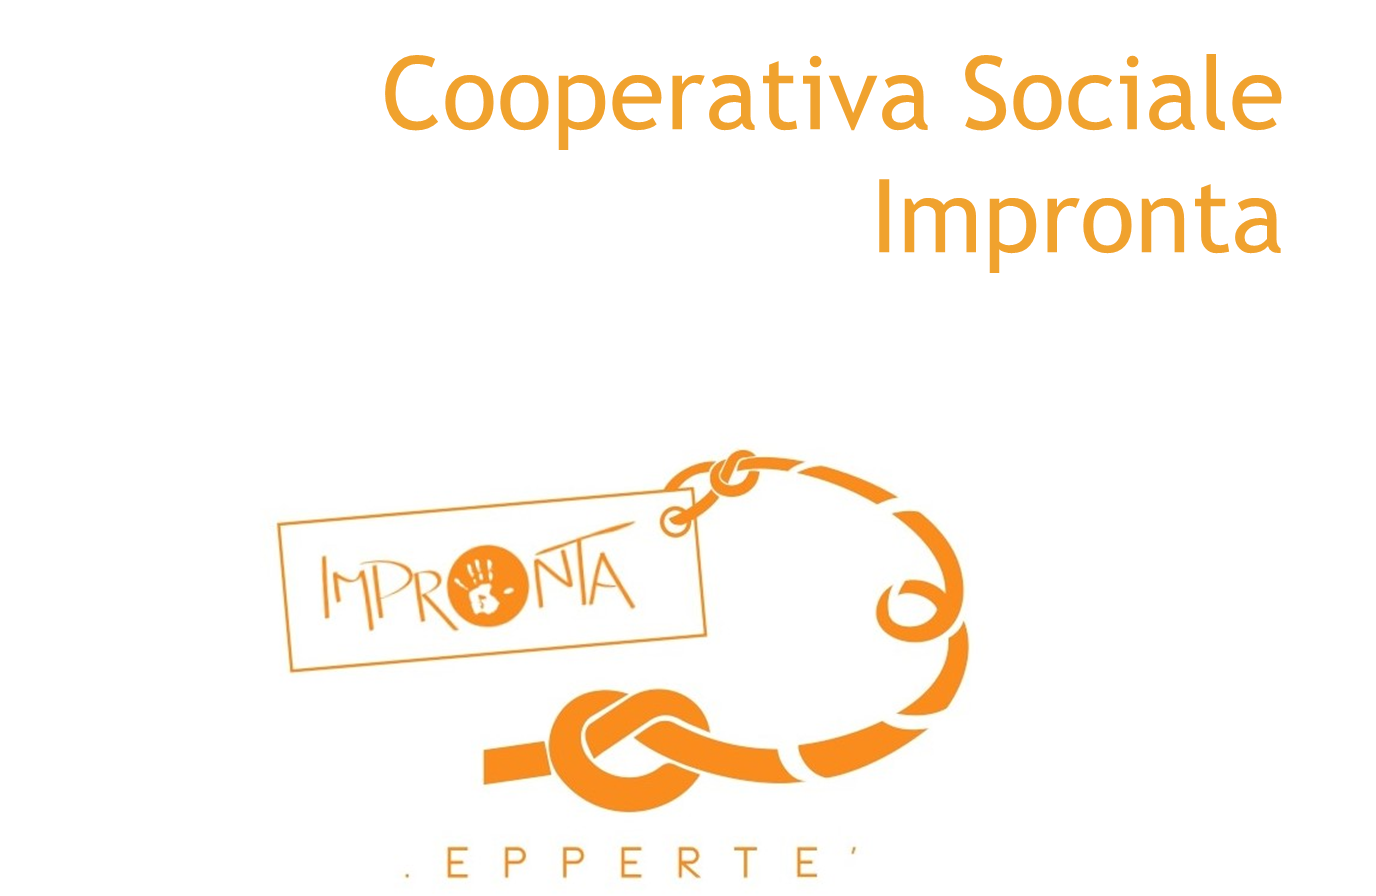 Cooperativa Sociale
Impronta
IMPRONTA
.EPPERTE'